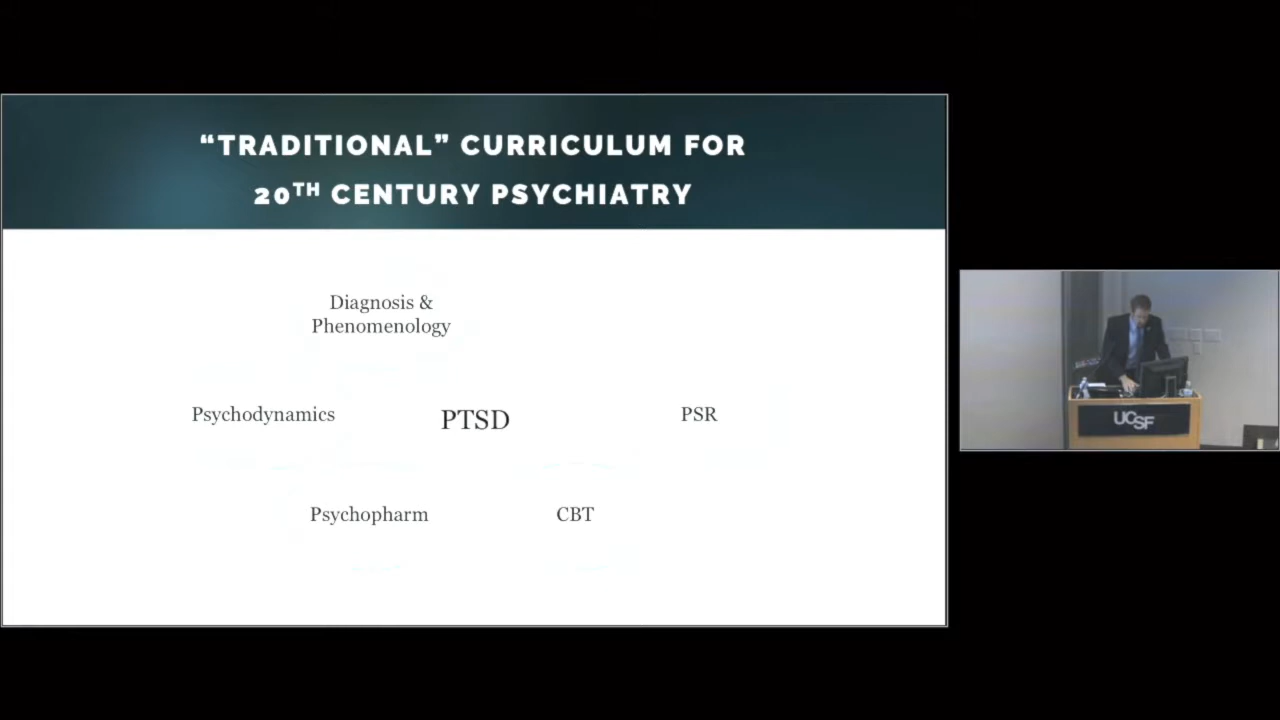 “TRADITIONAL” CURRICULUM FOR
20TH CENTURY PSYCHIATRY
Diagnosis &
Phenomenology
Psychodynamics
PTSD
PSR
Psychopharm
CBT
UCSF